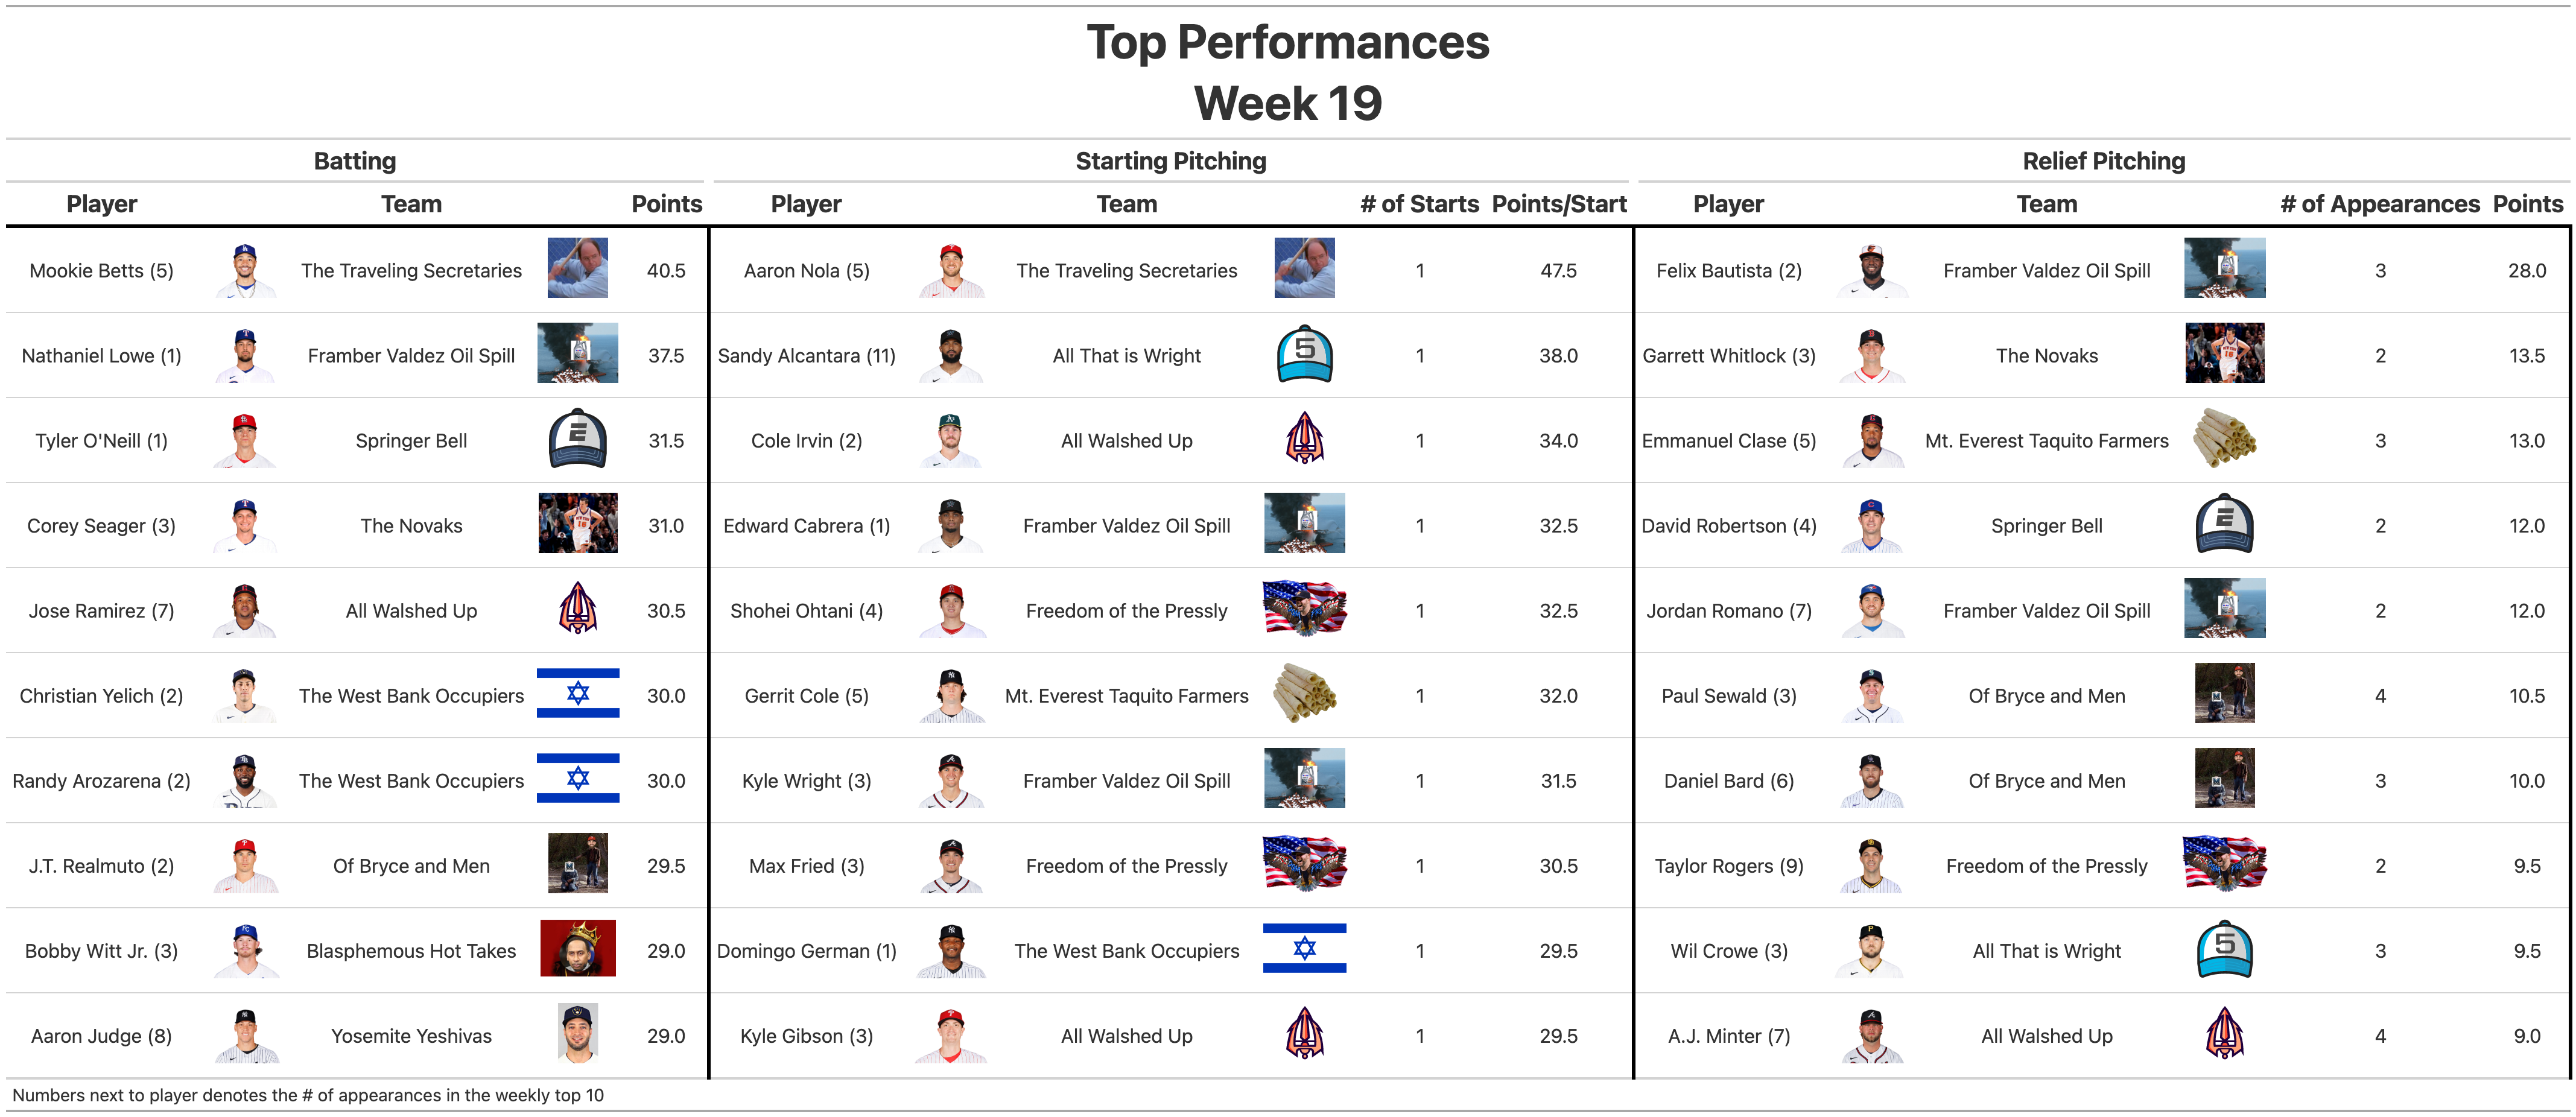 Top Performances
Week 19
Batting Starting Pitching Relief Pitching
Player Team Points Player Team # of Starts Points/Start Player Team # of Appearances Points
Mookie Betts (5) The Traveling Secretaries 40.5 Aaron Nola (5) The Traveling Secretaries 1 47.5 Felix Bautista (2) Framber Valdez Oil Spill 3 28.0
Nathaniel Lowe (1) Framber Valdez Oil Spill 37.5 Sandy Alcantara (11) All That is Wright 5 1 38.0 Garrett Whitlock (3) The Novaks 2 13.5
Tyler O'Neill (1) Springer Bell E 31.5 Cole Irvin (2) All Walshed Up 1 34.0 Emmanuel Clase (5) Mt. Everest Taquito Farmers 3 13.0
Corey Seager (3) The Novaks 31.0 Edward Cabrera (1) Framber Valdez Oil Spill 1 32.5 David Robertson (4) Springer Bell E 2 12.0
Jose Ramirez (7) All Walshed Up 30.5 Shohei Ohtani (4) Freedom of the Pressly 1 32.5 Jordan Romano (7) Framber Valdez Oil Spill 2 12.0
Christian Yelich (2) The West Bank Occupiers 30.0 Gerrit Cole (5) Mt. Everest Taquito Farmers 1 32.0 Paul Sewald (3) Of Bryce and Men 4 10.5
Randy Arozarena (2) The West Bank Occupiers 30.0 Kyle Wright (3) Framber Valdez Oil Spill 1 31.5 Daniel Bard (6) Of Bryce and Men 3 10.0
J.T. Realmuto (2) Of Bryce and Men 29.5 Max Fried (3) Freedom of the Pressly 1 30.5 Taylor Rogers (9) Freedom of the Pressly 2 9.5
Bobby Witt Jr. (3) Blasphemous Hot Takes 29.0 Domingo German (1) The West Bank Occupiers 1 29.5 Wil Crowe (3) All That is Wright 5 3 9.5
Aaron Judge (8) Yosemite Yeshivas 29.0 Kyle Gibson (3) All Walshed Up 1 29.5 A.J. Minter (7) All Walshed Up 4 9.0
Numbers next to player denotes the # of appearances in the weekly top 10